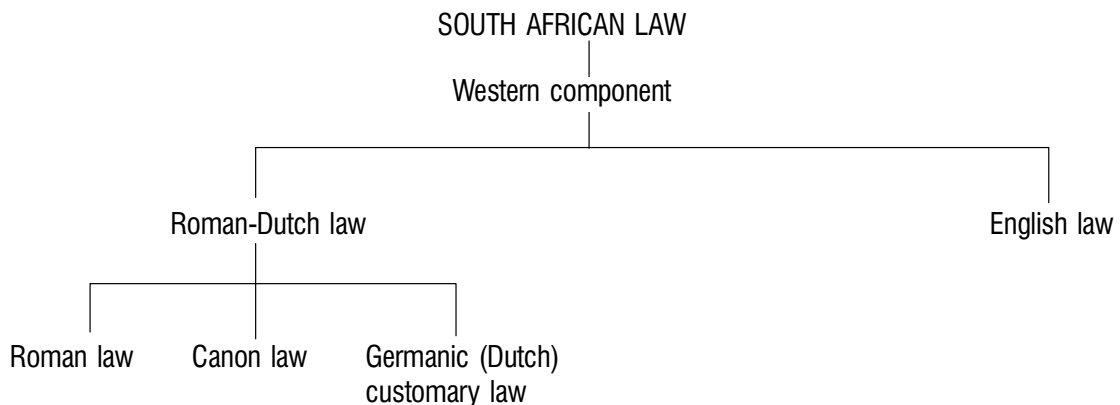 SOUTH AFRICAN LAW
Western component
Roman-Dutch law
English law
Roman law
Canon law
Germanic (Dutch)
customary law